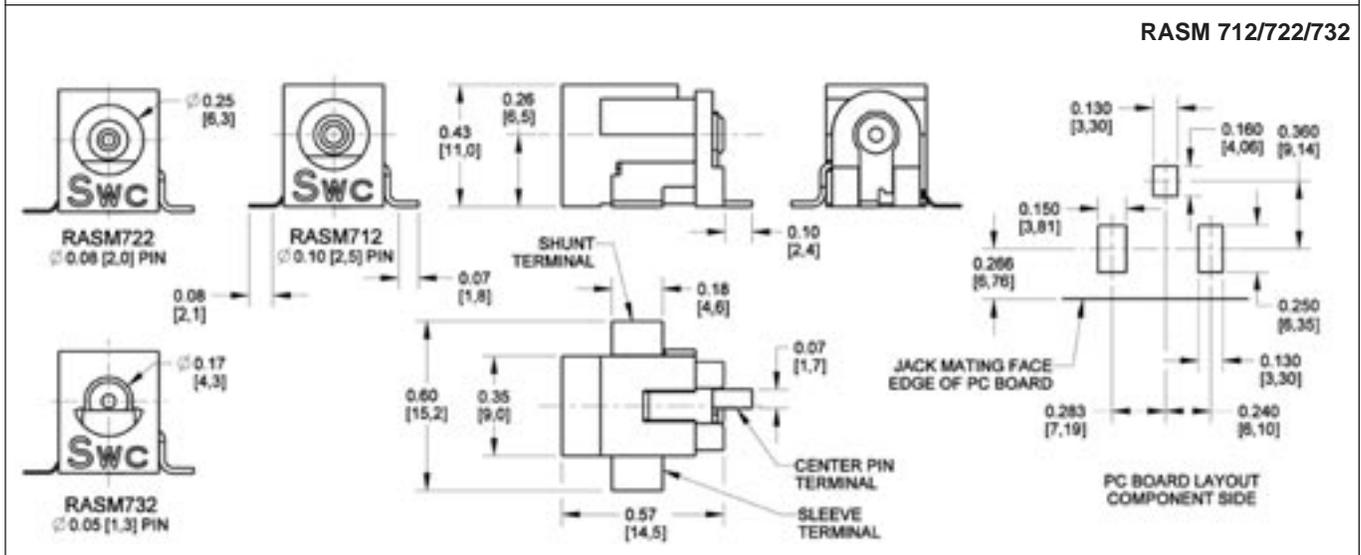 RASM 712/722/732
∅ 0.25
[6,3]
SWC
RASM722
∅ 0.08 [2,0] PIN
SWC
RASM712
∅ 0.10 [2,5] PIN
0.08
[2,1]
0.07
[1,8]
0.43
[11,0]
0.26
[6,5]
0.10
[2,4]
SHUNT
TERMINAL
0.18
[4,6]
∅ 0.17
[4,3]
SWC
RASM732
∅ 0.05 [1,3] PIN
0.60
[15,2]
0.35
[9,0]
0.07
[1,7]
CENTER PIN
TERMINAL
SLEEVE
TERMINAL
0.57
[14,5]
0.130
[3,30]
0.160
[4,06]
0.360
[9,14]
0.150
[3,81]
0.266
[6,76]
0.250
[6,35]
JACK MATING FACE
EDGE OF PC BOARD
0.130
[3,30]
0.283
[7,19]
0.240
[6,10]
PC BOARD LAYOUT
COMPONENT SIDE